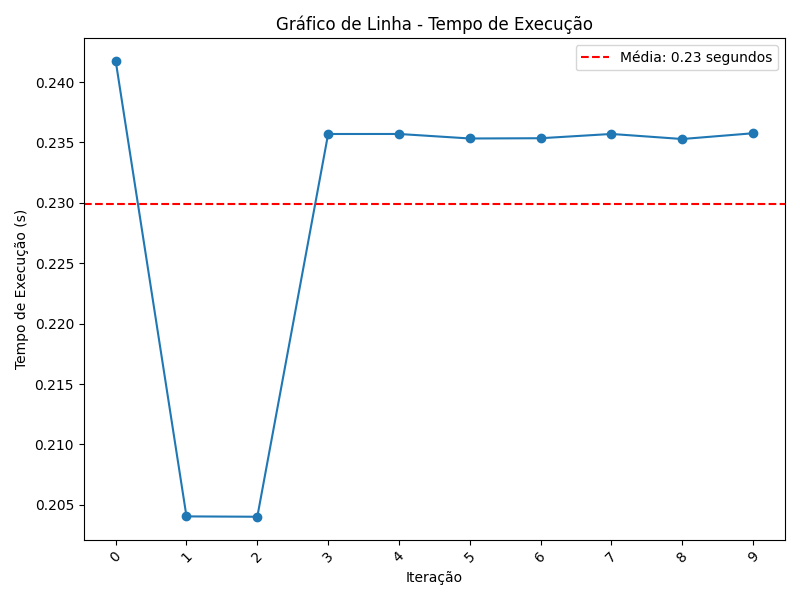 Gráfico de Linha - Tempo de Execução
Média: 0.23 segundos
Tempo de Execução (s)
0.240
0.235
0.230
0.225
0.220
0.215
0.210
0.205
0 1 2 3 4 5 6 7 8 9
Iteração